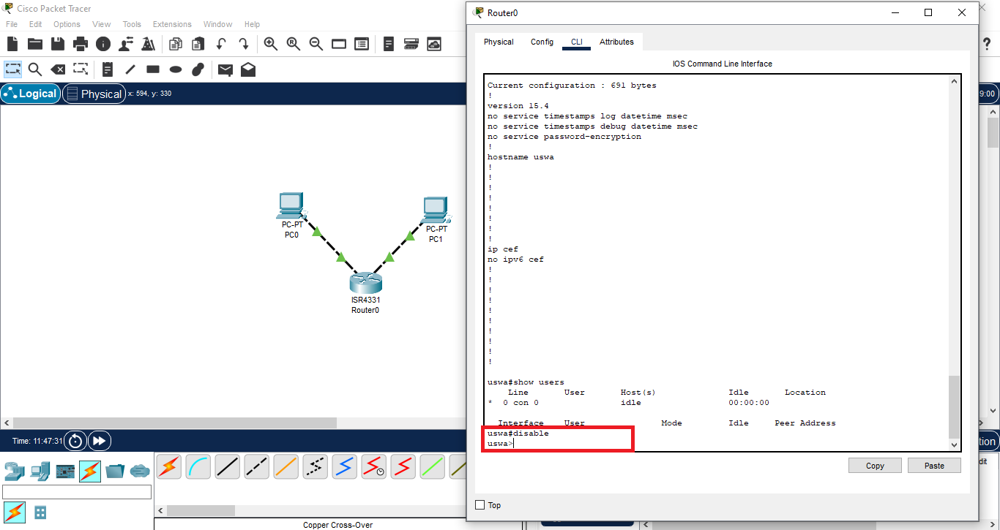 Cisco Packet Tracer
File Edit Options View Tools Extensions Window Help
Logical Physical x: 594, y: 330
9:00
PC-PT
PC0
PC-PT
PC1
ISR4331
Router0
Time: 11:47:31
Copper Cross-Over
Router0
Physical Config CLI Attributes
IOS Command Line Interface
Current configuration : 691 bytes
!
version 15.4
no service timestamps log datetime msec
no service timestamps debug datetime msec
no service password-encryption
!
hostname uswa
!
!
!
!
!
!
!
!
ip cef
no ipv6 cef
!
!
!
!
!
!
!
!
!
!
uswa#show users
Line User Host(s) Idle Location
* 0 con 0 idle 00:00:00
Interface User Mode Idle Peer Address
uswa#disable
uswa>
Copy Paste
Top